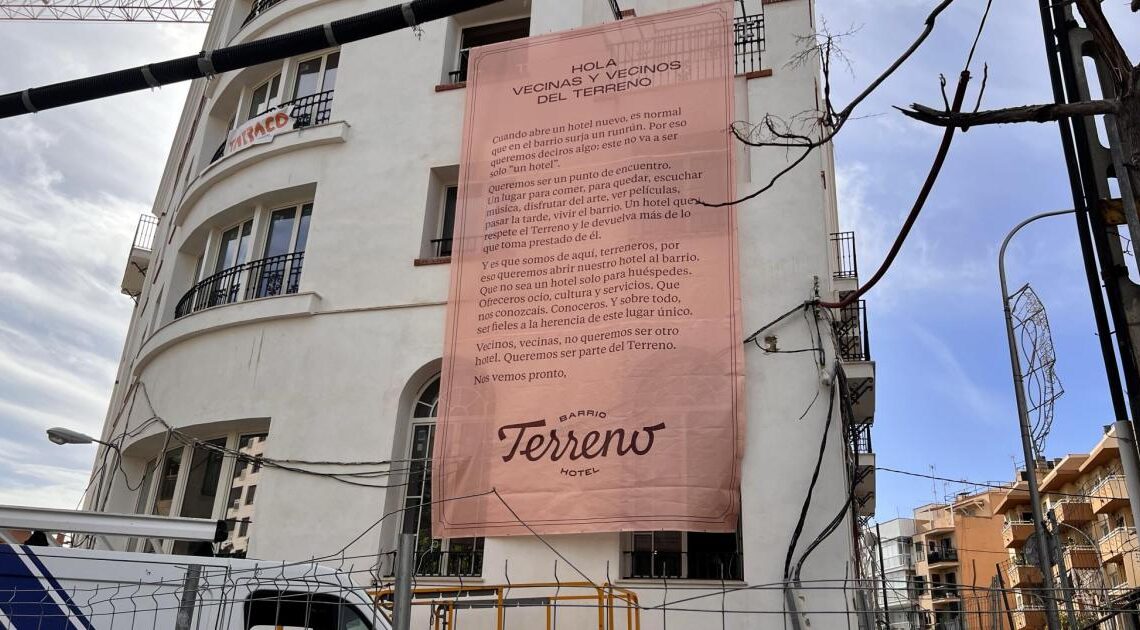 TABACO
HOLA
VECINAS Y VECINOS
DEL TERRENO
Cuando abre un hotel nuevo, es normal
que en el barrio surja un runrún. Por eso
queremos deciros algo: este no va a ser
solo "un hotel".
Queremos ser un punto de encuentro.
Un lugar para comer, para quedar, escuchar
música, disfrutar del arte, ver películas,
pasar la tarde, vivir el barrio. Un hotel que
respete el Terreno y le devuelva más de lo
que toma prestado de él.
Y es que somos de aquí, terreneros, por
eso queremos abrir nuestro hotel al barrio.
Que no sea un hotel solo para huéspedes.
Ofreceros ocio, cultura y servicios. Que
nos conozcais. Conoceros. Y sobre todo,
ser fieles a la herencia de este lugar único.
Vecinos, vecinas, no queremos ser otro
hotel. Queremos ser parte del Terreno.
Nos vemos pronto,
BARRIO
Terreno
HOTEL